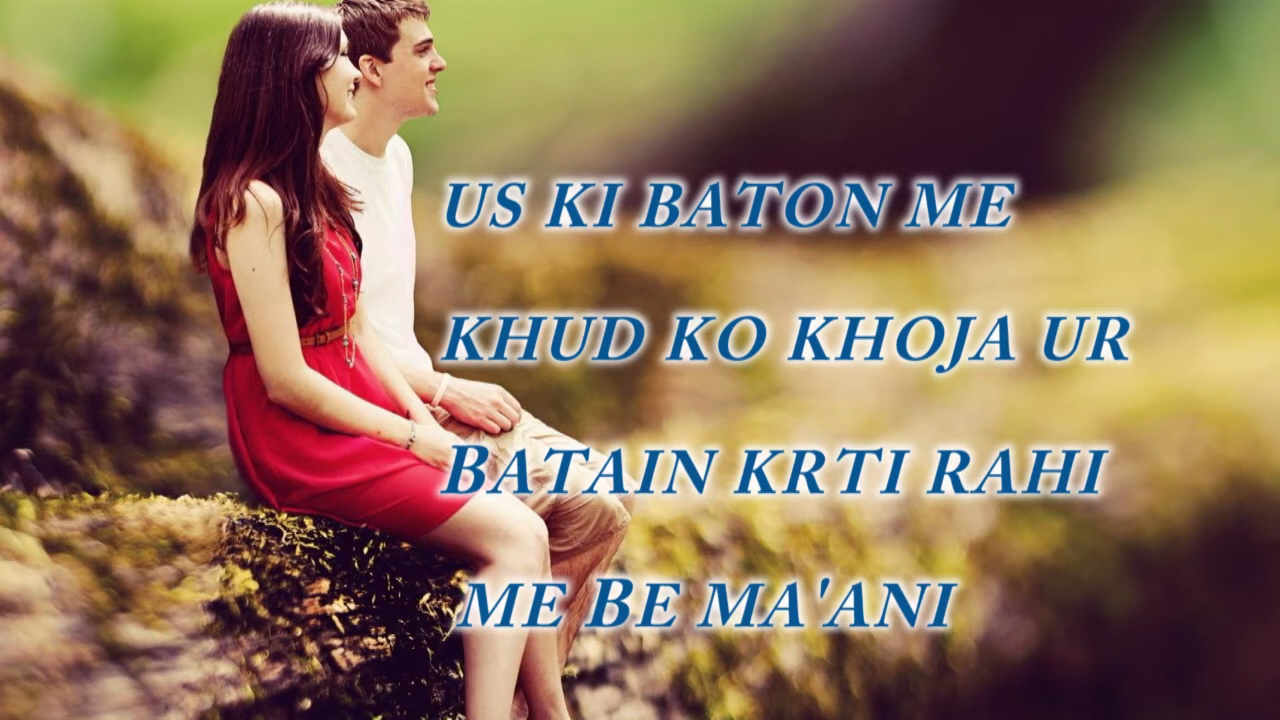 US KI BATON ME
KHUD KO KHOJA UR
BATAIN KRTI RAHI
ME BE MA'ANI